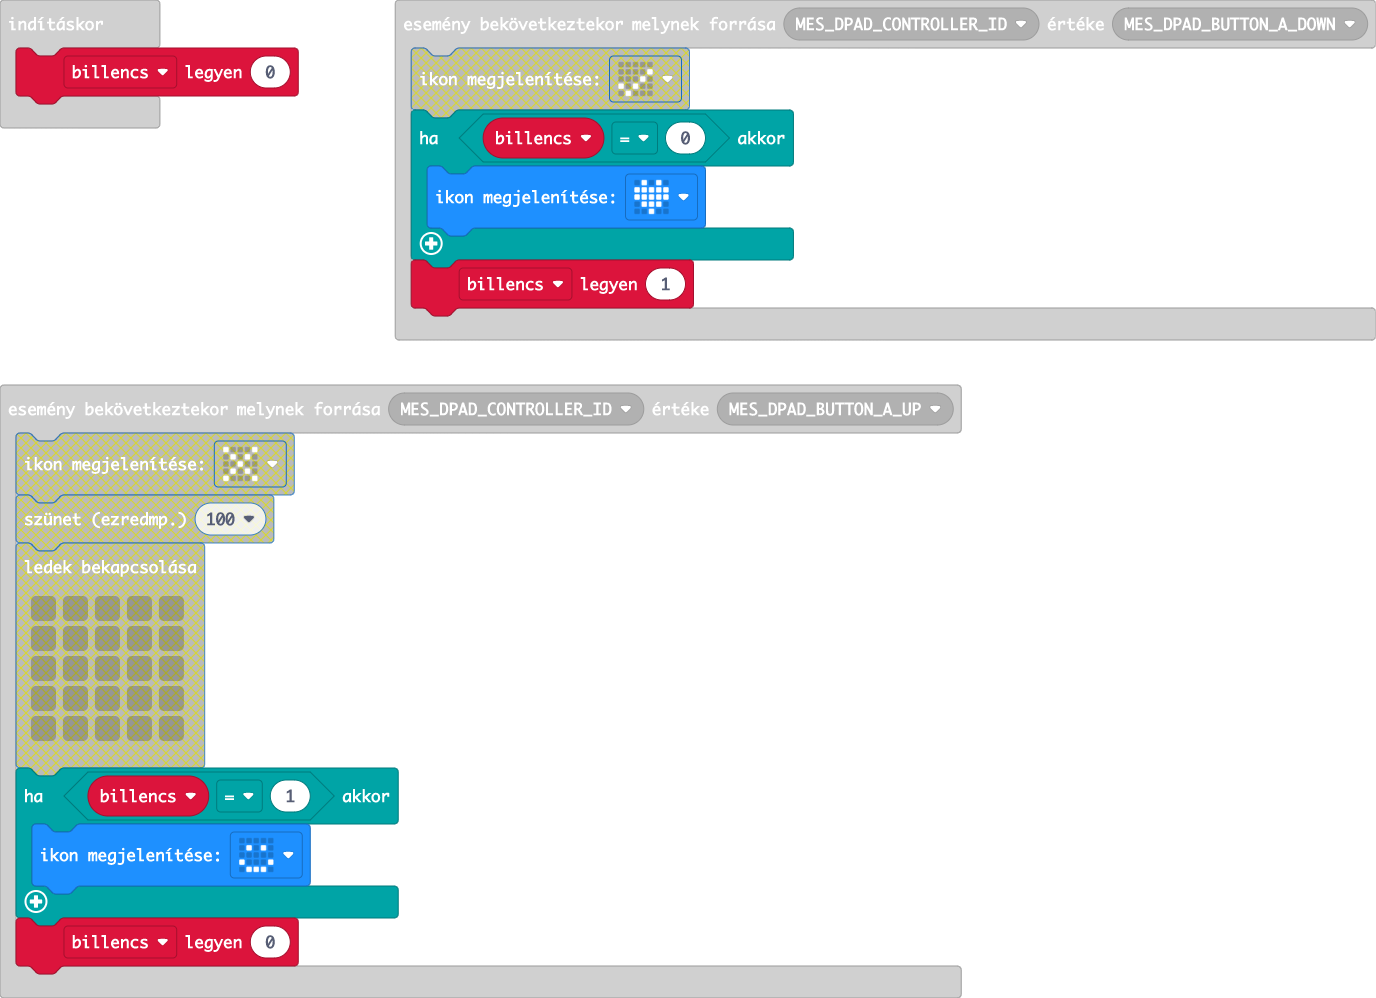 indításkor
billencs legyen 0
esemény bekövetkeztekor melynek forrása MES_DPAD_CONTROLLER_ID értéke MES_DPAD_BUTTON_A_DOWN
ikon megjelenítése:
ha billencs = 0 akkor
ikon megjelenítése:
billencs legyen 1
esemény bekövetkeztekor melynek forrása MES_DPAD_CONTROLLER_ID értéke MES_DPAD_BUTTON_A_UP
ikon megjelenítése:
szünet (ezredmp.) 100
ledek bekapcsolása
ha billencs = 1 akkor
ikon megjelenítése:
billencs legyen 0